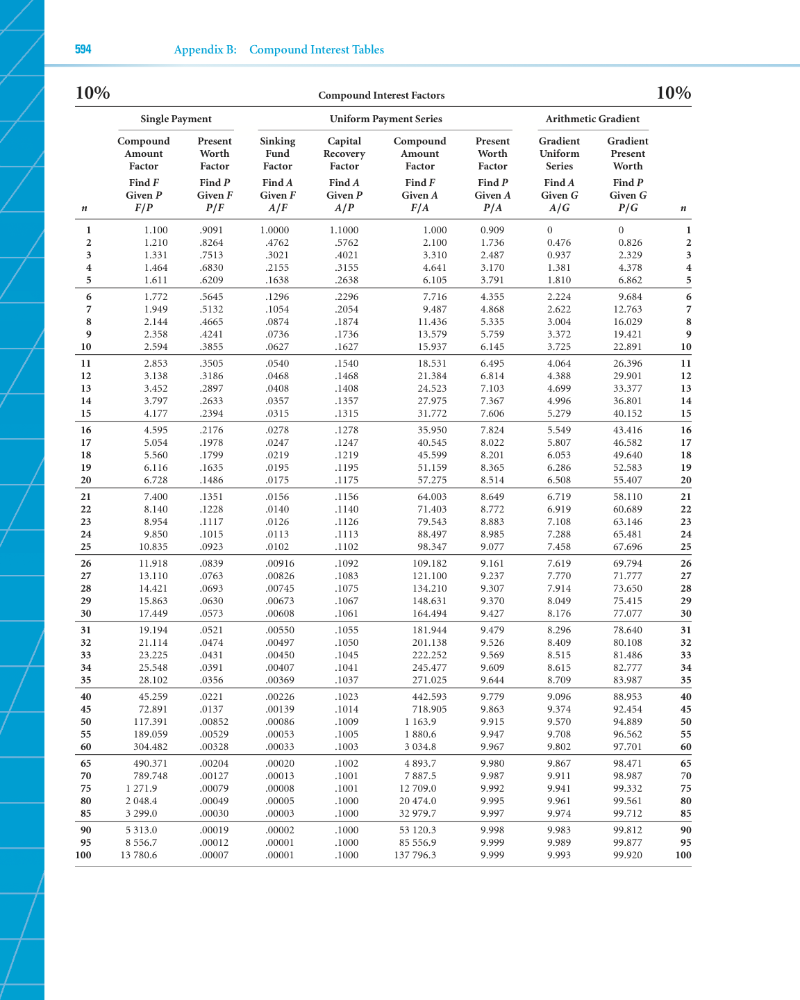 594 Appendix B: Compound Interest Tables
10% Compound Interest Factors 10%
Single Payment Uniform Payment Series Arithmetic Gradient
Compound Present Sinking Capital Compound Present Gradient Gradient
Amount Worth Fund Recovery Amount Worth Uniform Present
Factor Factor Factor Factor Factor Factor Series Worth
Find F Find P Find A Find A Find F Find P Find A Find P
Given P Given F Given F Given P Given A Given A Given G Given G
n F/P P/F A/F A/P F/A P/A A/G P/G n
1 1.100 .9091 1.0000 1.1000 1.000 0.909 0 0 1
2 1.210 .8264 .4762 .5762 2.100 1.736 0.476 0.826 2
3 1.331 .7513 .3021 .4021 3.310 2.487 0.937 2.329 3
4 1.464 .6830 .2155 .3155 4.641 3.170 1.381 4.378 4
5 1.611 .6209 .1638 .2638 6.105 3.791 1.810 6.862 5
6 1.772 .5645 .1296 .2296 7.716 4.355 2.224 9.684 6
7 1.949 .5132 .1054 .2054 9.487 4.868 2.622 12.763 7
8 2.144 .4665 .0874 .1874 11.436 5.335 3.004 16.029 8
9 2.358 .4241 .0736 .1736 13.579 5.759 3.372 19.421 9
10 2.594 .3855 .0627 .1627 15.937 6.145 3.725 22.891 10
11 2.853 .3505 .0540 .1540 18.531 6.495 4.064 26.396 11
12 3.138 .3186 .0468 .1468 21.384 6.814 4.388 29.901 12
13 3.452 .2897 .0408 .1408 24.523 7.103 4.699 33.377 13
14 3.797 .2633 .0357 .1357 27.975 7.367 4.996 36.801 14
15 4.177 .2394 .0315 .1315 31.772 7.606 5.279 40.152 15
16 4.595 .2176 .0278 .1278 35.950 7.824 5.549 43.416 16
17 5.054 .1978 .0247 .1247 40.545 8.022 5.807 46.582 17
18 5.560 .1799 .0219 .1219 45.599 8.201 6.053 49.640 18
19 6.116 .1635 .0195 .1195 51.159 8.365 6.286 52.583 19
20 6.728 .1486 .0175 .1175 57.275 8.514 6.508 55.407 20
21 7.400 .1351 .0156 .1156 64.003 8.649 6.719 58.110 21
22 8.140 .1228 .0140 .1140 71.403 8.772 6.919 60.689 22
23 8.954 .1117 .0126 .1126 79.543 8.883 7.108 63.146 23
24 9.850 .1015 .0113 .1113 88.497 8.985 7.288 65.481 24
25 10.835 .0923 .0102 .1102 98.347 9.077 7.458 67.696 25
26 11.918 .0839 .00916 .1092 109.182 9.161 7.619 69.794 26
27 13.110 .0763 .00826 .1083 121.100 9.237 7.770 71.777 27
28 14.421 .0693 .00745 .1075 134.210 9.307 7.914 73.650 28
29 15.863 .0630 .00673 .1067 148.631 9.370 8.049 75.415 29
30 17.449 .0573 .00608 .1061 164.494 9.427 8.176 77.077 30
31 19.194 .0521 .00550 .1055 181.944 9.479 8.296 78.640 31
32 21.114 .0474 .00497 .1050 201.138 9.526 8.409 80.108 32
33 23.225 .0431 .00450 .1045 222.252 9.569 8.515 81.486 33
34 25.548 .0391 .00407 .1041 245.477 9.609 8.615 82.777 34
35 28.102 .0356 .00369 .1037 271.025 9.644 8.709 83.987 35
40 45.259 .0221 .00226 .1023 442.593 9.779 9.096 88.953 40
45 72.891 .0137 .00139 .1014 718.905 9.863 9.374 92.454 45
50 117.391 .00852 .00086 .1009 1 163.9 9.915 9.570 94.889 50
55 189.059 .00529 .00053 .1005 1 880.6 9.947 9.708 96.562 55
60 304.482 .00328 .00033 .1003 3 034.8 9.967 9.802 97.701 60
65 490.371 .00204 .00020 .1002 4 893.7 9.980 9.867 98.471 65
70 789.748 .00127 .00013 .1001 7 887.5 9.987 9.911 98.987 70
75 1 271.9 .00079 .00008 .1001 12 709.0 9.992 9.941 99.332 75
80 2 048.4 .00049 .00005 .1000 20 474.0 9.995 9.961 99.561 80
85 3 299.0 .00030 .00003 .1000 32 979.7 9.997 9.974 99.712 85
90 5 313.0 .00019 .00002 .1000 53 120.3 9.998 9.983 99.812 90
95 8 556.7 .00012 .00001 .1000 85 556.9 9.999 9.989 99.877 95
100 13 780.6 .00007 .00001 .1000 137 796.3 9.999 9.993 99.920 100